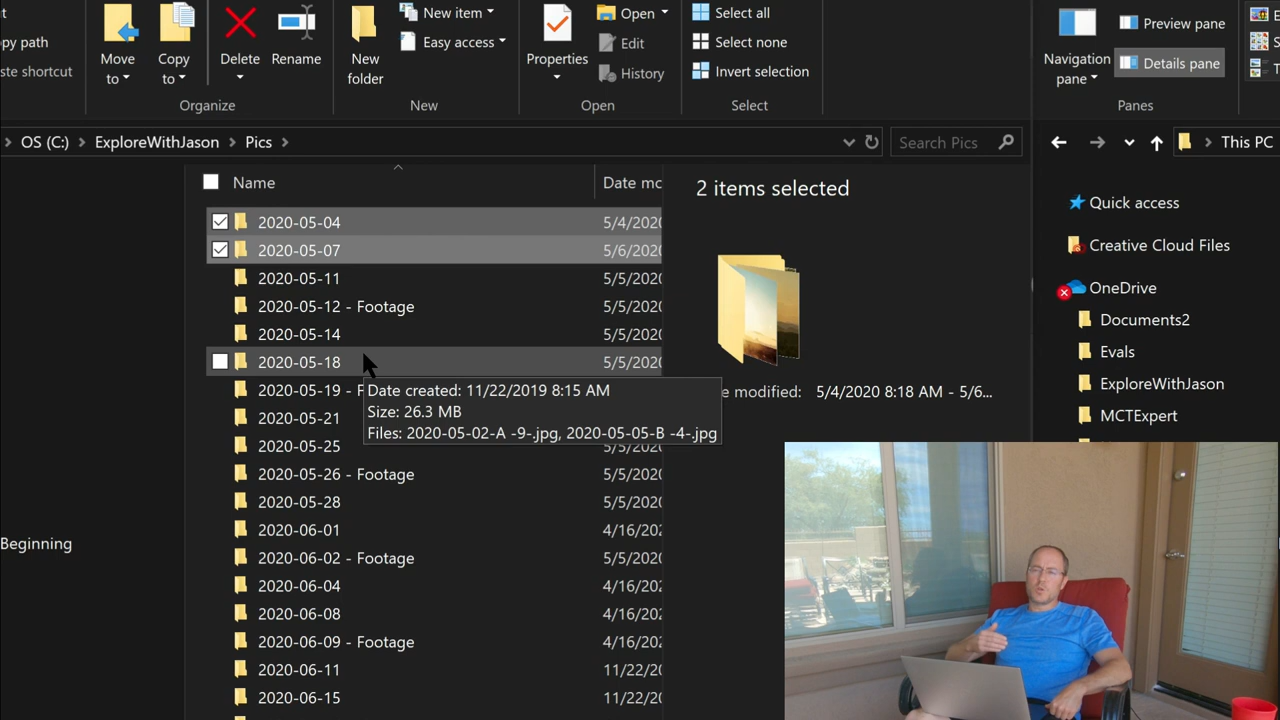 opy path
ste shortcut
Move
to
Copy
to
Delete
Rename
Organize
New
folder
New item
Easy access
New
Properties
Open
Edit
History
Open
Select all
Select none
Invert selection
Select
Navigation
pane
Preview pane
Details pane
Panes
OS (C:)
ExploreWithJason
Pics
Search Pics
This PC
Name
Date mo
2020-05-04
5/4/2020
2020-05-07
5/6/2020
2020-05-11
5/5/2020
2020-05-12 - Footage
5/5/2020
2020-05-14
5/5/2020
2020-05-18
5/5/2020
2020-05-19 - F
2020-05-21
2020-05-25
5/5/2020
2020-05-26 - Footage
5/5/2020
2020-05-28
5/5/2020
2020-06-01
4/16/202
2020-06-02 - Footage
5/5/2020
2020-06-04
4/16/202
2020-06-08
4/16/202
2020-06-09 - Footage
4/16/202
2020-06-11
11/22/20
2020-06-15
11/22/20
Date created: 11/22/2019 8:15 AM
Size: 26.3 MB
Files: 2020-05-02-A -9-.jpg, 2020-05-05-B -4-.jpg
2 items selected
e modified: 5/4/2020 8:18 AM - 5/6...
Quick access
Creative Cloud Files
OneDrive
Documents2
Evals
ExploreWithJason
MCTExpert
Beginning